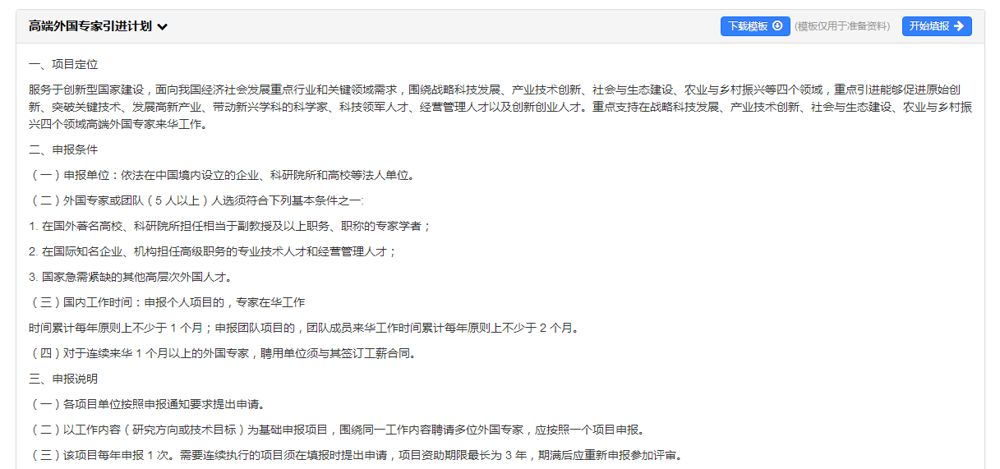 高端外国专家引进计划
下载模板 (模板仅用于准备资料) 开始填报
一、项目定位
服务于创新型国家建设，面向我国经济社会发展重点行业和关键领域需求，围绕战略科技发展、产业技术创新、社会与生态建设、农业与乡村振兴等四个领域，重点引进能够促进原始创
新、突破关键技术、发展高新产业、带动新兴学科的科学家、科技领军人才、经营管理人才以及创新创业人才。重点支持在战略科技发展、产业技术创新、社会与生态建设、农业与乡村振
兴四个领域高端外国专家来华工作。
二、申报条件
（一）申报单位：依法在中国境内设立的企业、科研院所和高校等法人单位。
（二）外国专家或团队（5 人以上）人选须符合下列基本条件之一:
1. 在国外著名高校、科研院所担任相当于副教授及以上职务、职称的专家学者；
2. 在国际知名企业、机构担任高级职务的专业技术人才和经营管理人才；
3. 国家急需紧缺的其他高层次外国人才。
（三）国内工作时间：申报个人项目的，专家在华工作
时间累计每年原则上不少于 1 个月；申报团队项目的，团队成员来华工作时间累计每年原则上不少于 2 个月。
（四）对于连续来华 1 个月以上的外国专家，聘用单位须与其签订工薪合同。
三、申报说明
（一）各项目单位按照申报通知要求提出申请。
（二）以工作内容（研究方向或技术目标）为基础申报项目，围绕同一工作内容聘请多位外国专家，应按照一个项目申报。
（三）该项目每年申报 1 次。需要连续执行的项目须在填报时提出申请，项目资助期限最长为 3 年，期满后应重新申报参加评审。